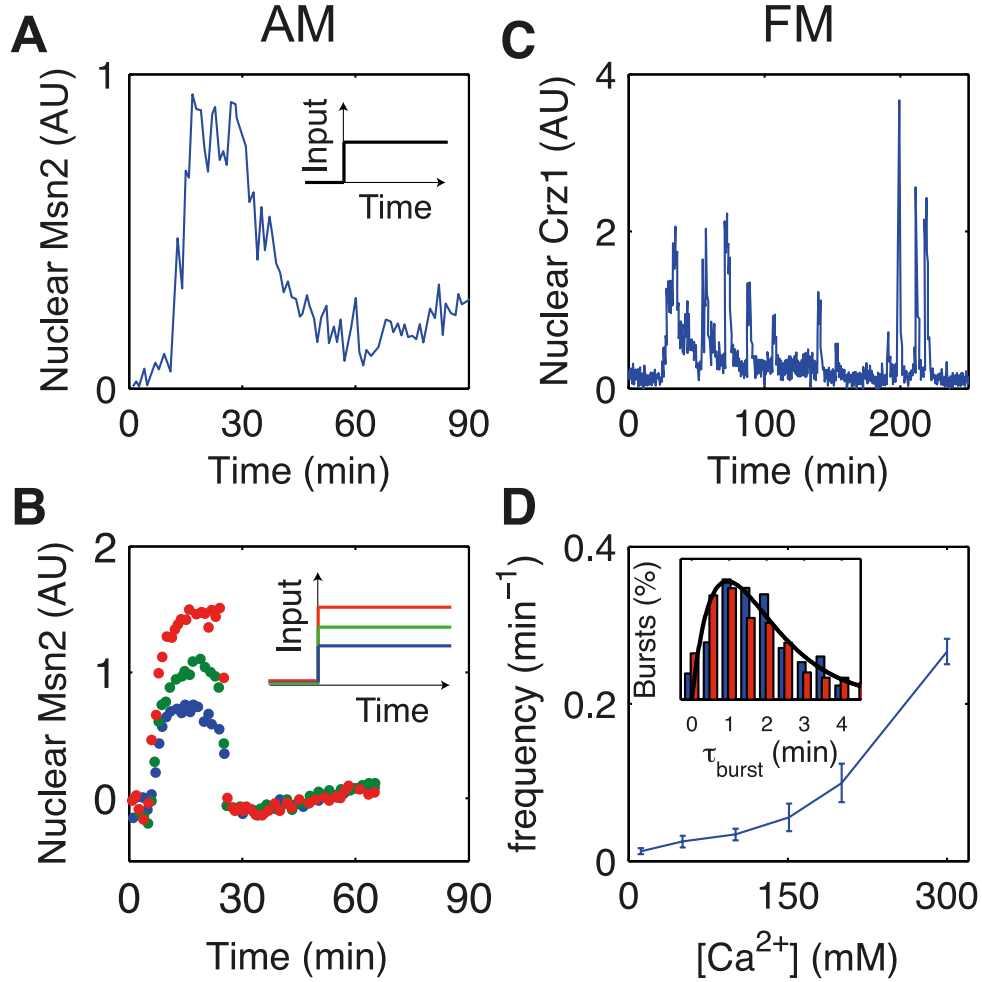 AM
FM
A
Nuclear Msn2 (AU)
1
0
0 30 60 90
Time (min)
Input
Time
C
Nuclear Crz1 (AU)
4
2
0
0 100 200
Time (min)
B
Nuclear Msn2 (AU)
2
1
0
0 30 60 90
Time (min)
Input
Time
D
frequency (min⁻¹)
0.4
0.2
0
0 150 300
[Ca²⁺] (mM)
Bursts (%)
0 1 2 3 4
τburst (min)